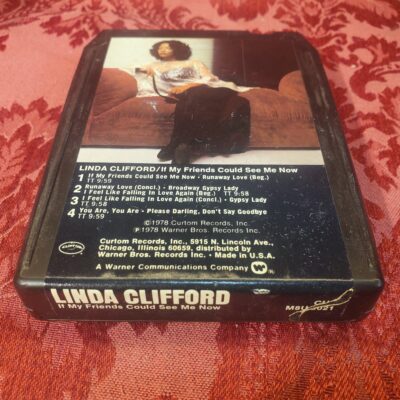 LINDA CLIFFORD/If My Friends Could See Me Now
1 If My Friends Could See Me Now • Runaway Love (Beg.)
TT 9:59
2 Runaway Love (Concl.) • Broadway Gypsy Lady
I Feel Like Falling In Love Again (Beg.) TT 9:58
3 I Feel Like Falling In Love Again (Concl.) • Gypsy Lady
TT 9:58
4 You Are, You Are • Please Darling, Don't Say Goodbye
TT 9:59
©1978 Curtom Records, Inc.
℗1978 Warner Bros. Records Inc.
Curtom Records, Inc., 5915 N. Lincoln Ave.,
Chicago, Illinois 60659, distributed by
Warner Bros. Records Inc. • Made in U.S.A.
A Warner Communications Company
LINDA CLIFFORD
If My Friends Could See Me Now